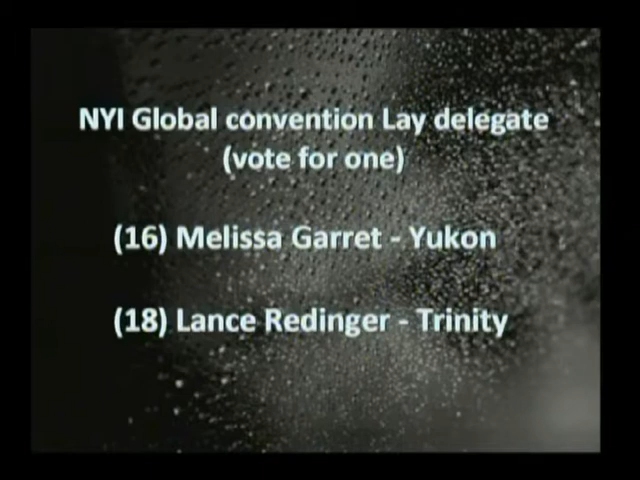 NYI Global convention Lay delegate
(vote for one)
(16) Melissa Garret - Yukon
(18) Lance Redinger - Trinity